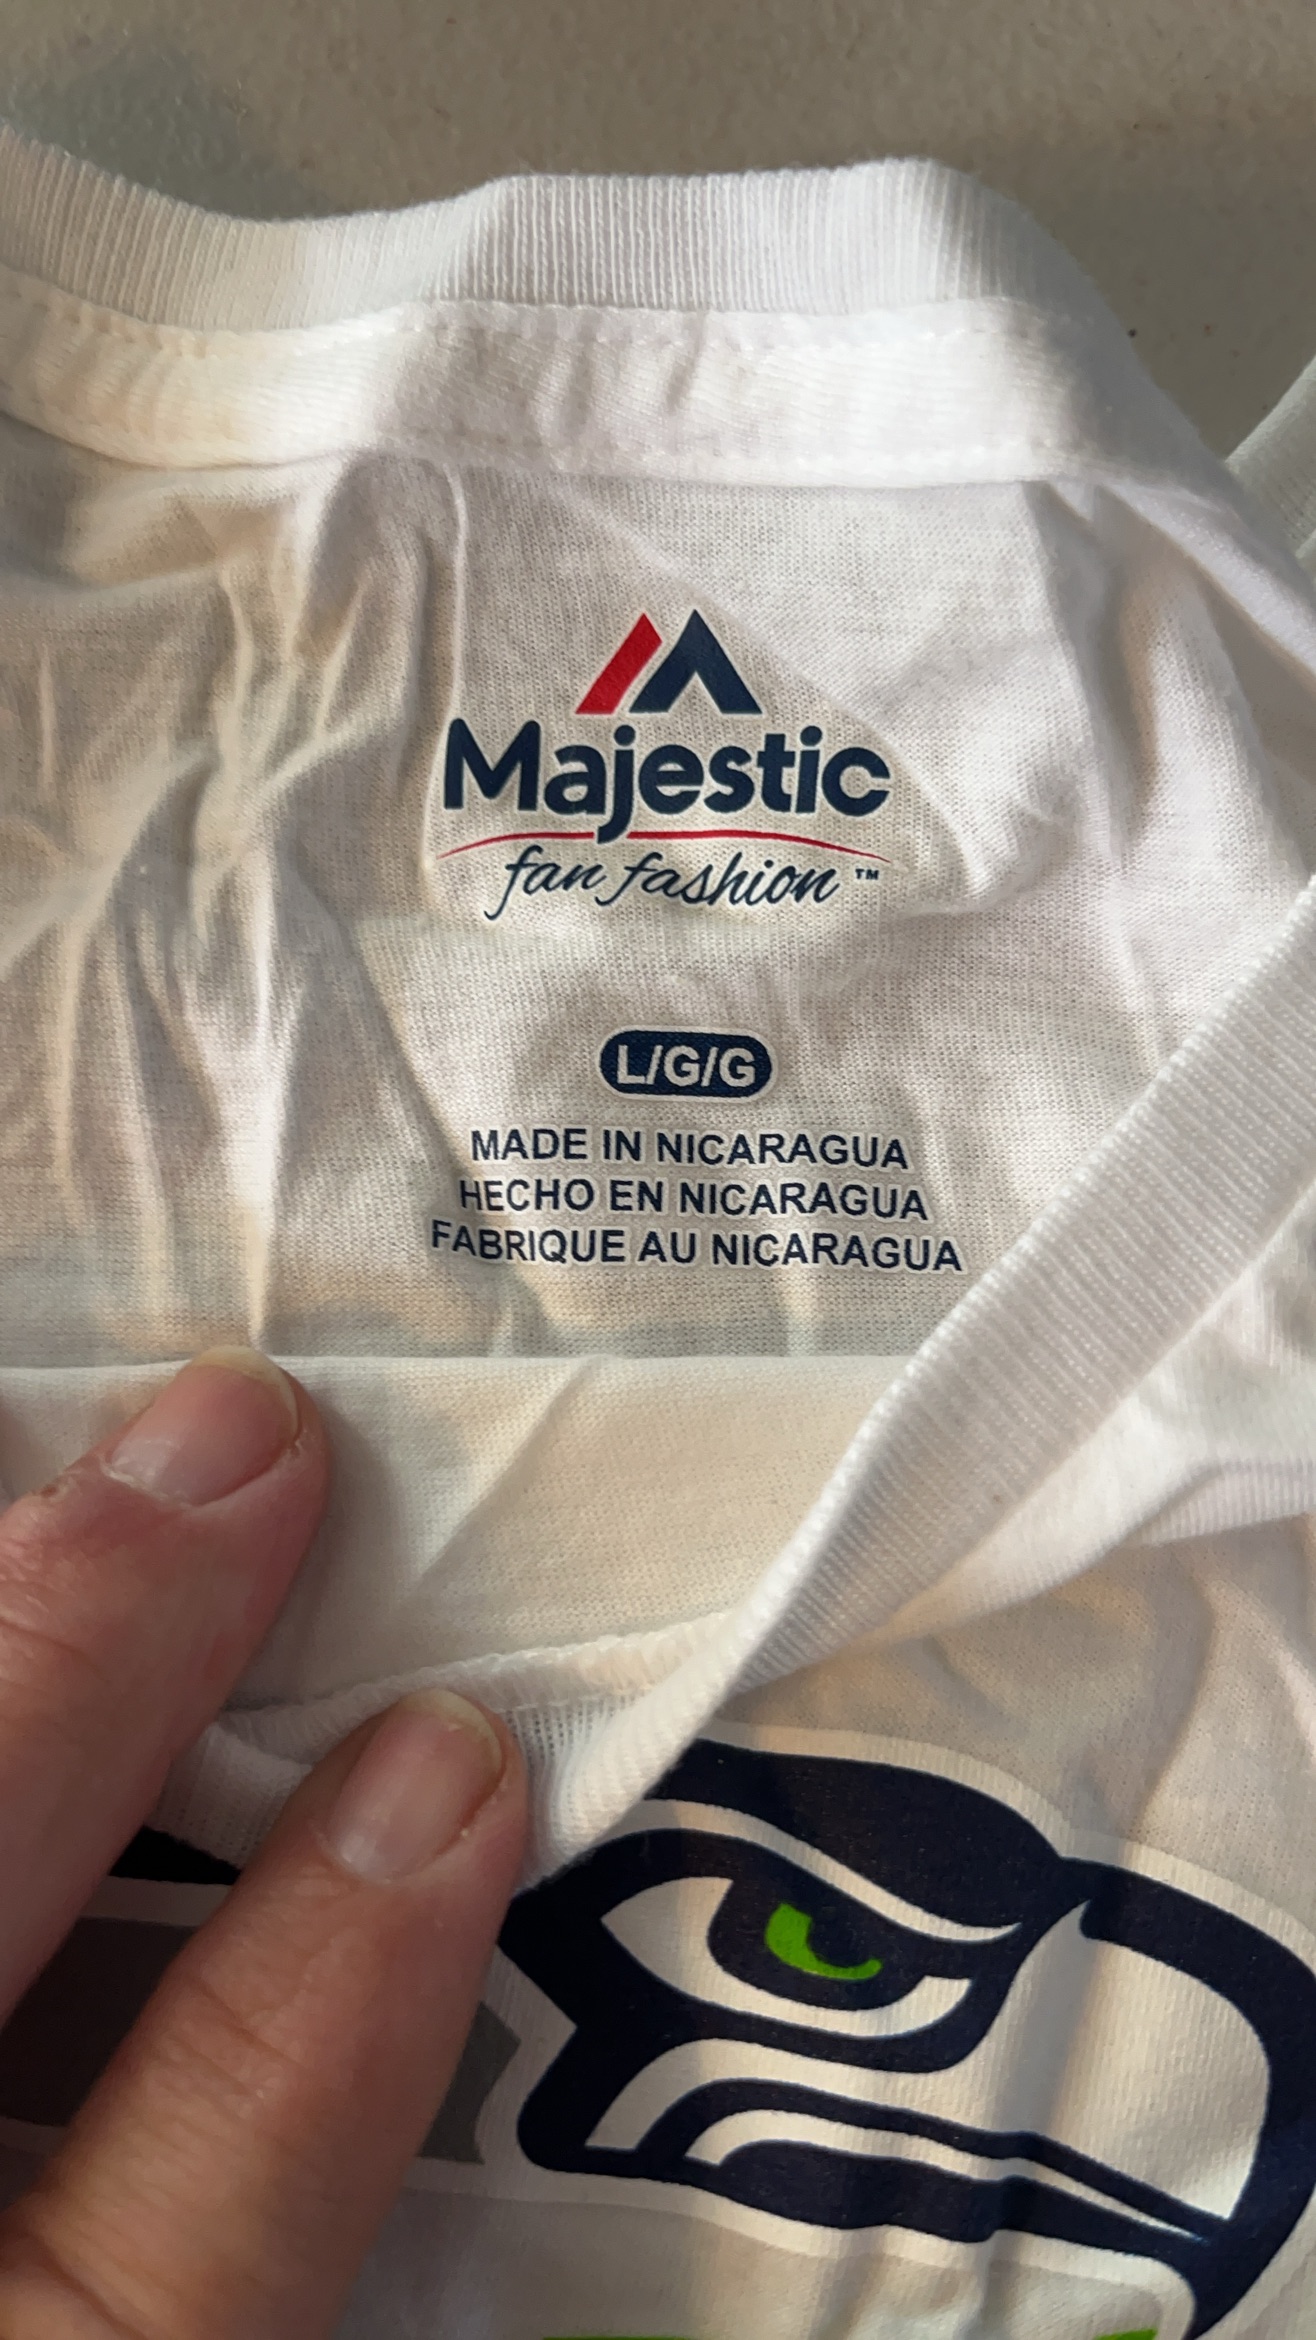 Majestic
fan fashion™
L/G/G
MADE IN NICARAGUA
HECHO EN NICARAGUA
FABRIQUE AU NICARAGUA